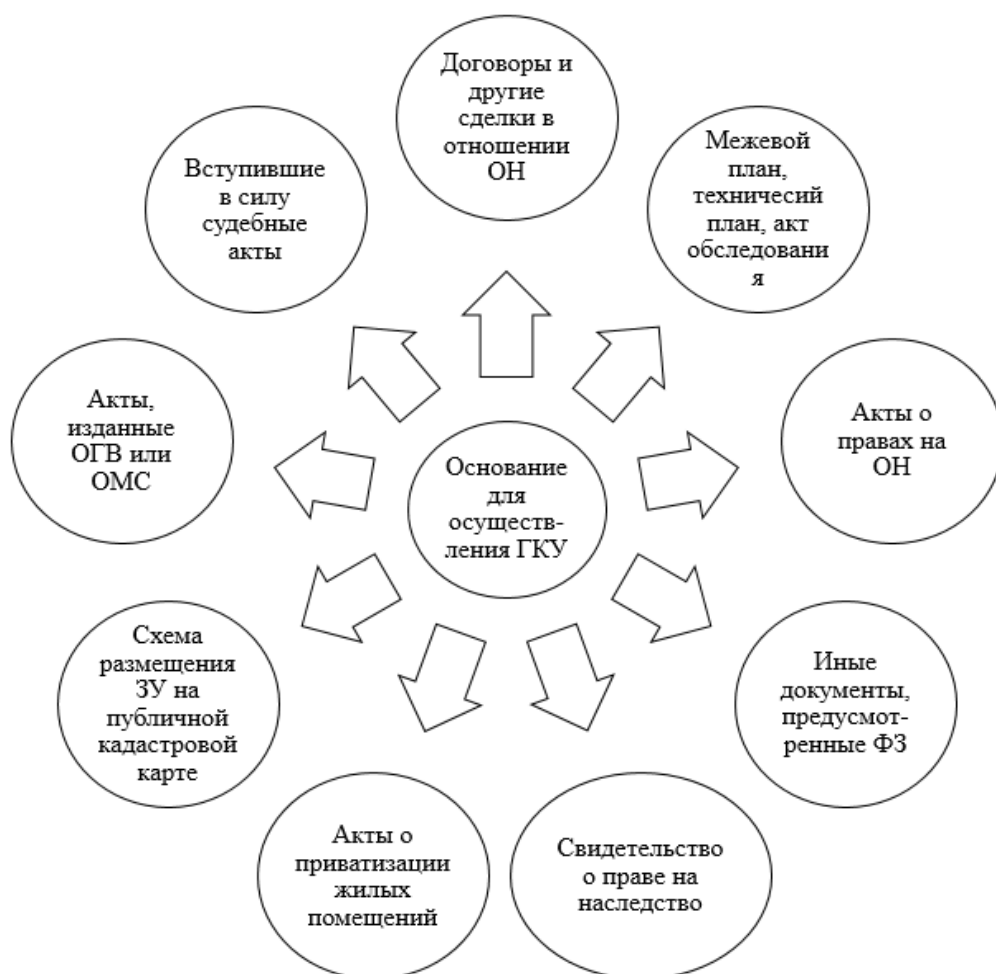 Договоры и
другие
сделки в
отношении
ОН
Межевой
план,
техничесий
план, акт
обследовани
я
Акты о
правах на
ОН
Иные
документы,
предусмот-
ренные ФЗ
Свидетельство
о праве на
наследство
Акты о
приватизации
жилых
помещений
Схема
размещения
ЗУ на
публичной
кадастровой
карте
Акты,
изданные
ОГВ или
ОМС
Вступившие
в силу
судебные
акты
Основание
для
осуществ-
ления ГКУ